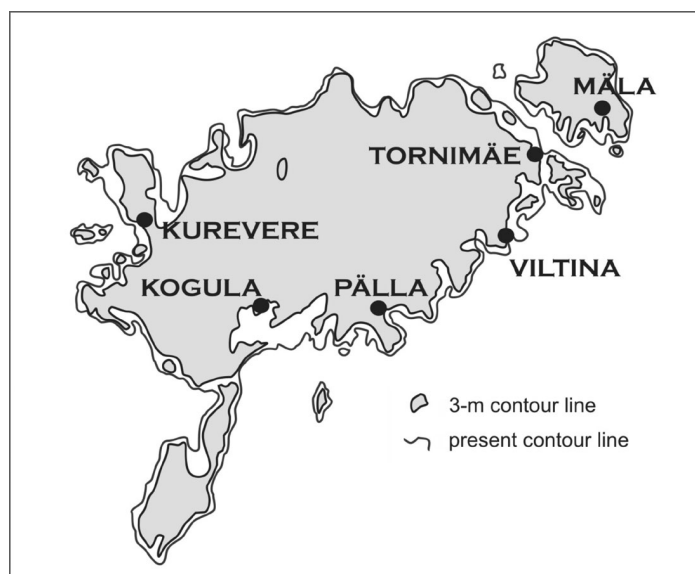 MÄLA
TORNIMÄE
KUREVERE
VILTINA
KOGULA
PÄLLA
3-m contour line
present contour line